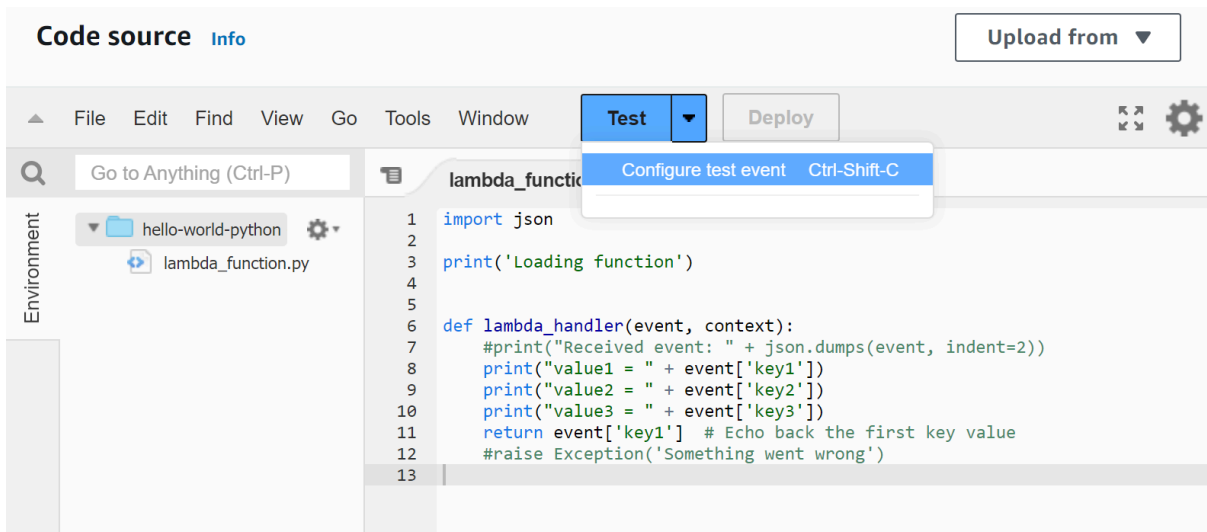 Code source Info
Upload from
File Edit Find View Go Tools Window Test Deploy
Configure test event Ctrl-Shift-C
Go to Anything (Ctrl-P)
Environment
hello-world-python
lambda_function.py
1 import json
2
3 print('Loading function')
4
5
6 def lambda_handler(event, context):
7 #print("Received event: " + json.dumps(event, indent=2))
8 print("value1 = " + event['key1'])
9 print("value2 = " + event['key2'])
10 print("value3 = " + event['key3'])
11 return event['key1'] # Echo back the first key value
12 #raise Exception('Something went wrong')
13